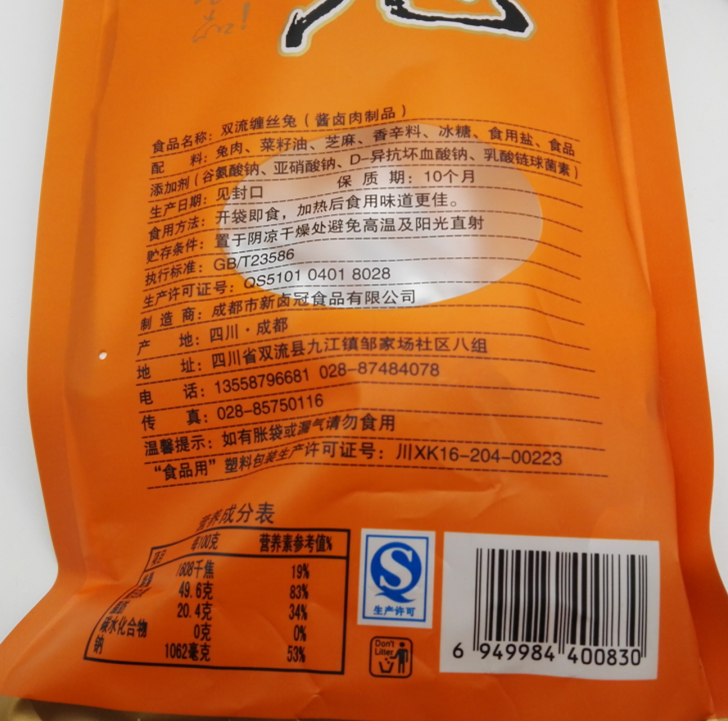 食品名称：双流缠丝兔（酱卤肉制品）
配 料：兔肉、菜籽油、芝麻、香辛料、冰糖、食用盐、食品
添加剂（谷氨酸钠、亚硝酸钠、D-异抗坏血酸钠、乳酸链球菌素）
生产日期：见封口 保 质 期：10个月
食用方法：开袋即食，加热后食用味道更佳。
贮存条件：置于阴凉干燥处避免高温及阳光直射
执行标准：GB/T23586
生产许可证号：QS5101 0401 8028
制 造 商：成都市新卤冠食品有限公司
产 地：四川·成都
地 址：四川省双流县九江镇邹家场社区八组
电 话：13558796681 028-87484078
传 真：028-85750116
温馨提示：如有胀袋或漏气请勿食用
“食品用”塑料包装生产许可证号：川XK16-204-00223
营养成分表
项目 每100克 营养素参考值%
1608千焦 19%
49.6克 83%
20.4克 34%
碳水化合物 0克 0%
钠 1062毫克 53%
生产许可
Don't
Litter
6 949984 400830